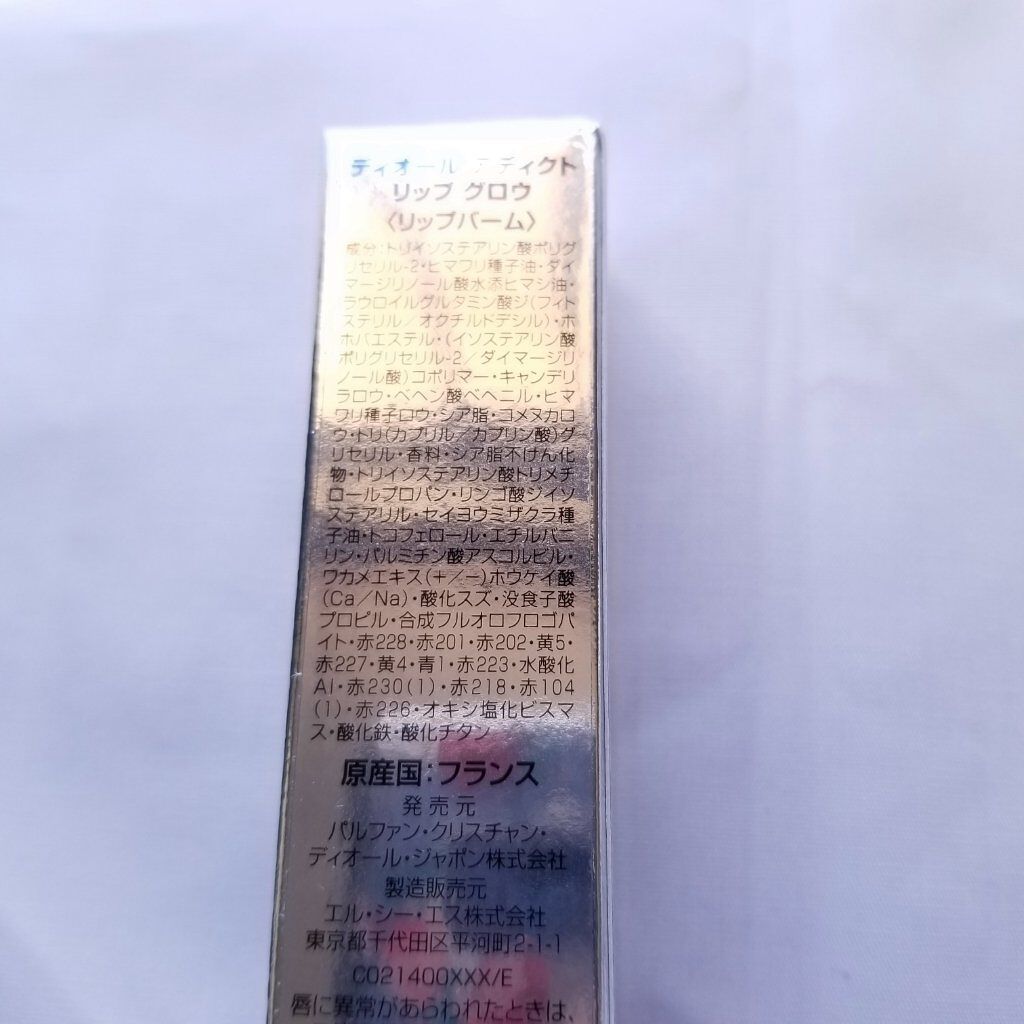 ディオール アディクト
リップ グロウ
〈リップバーム〉
成分:トリイソステアリン酸ポリグ
リセリル-2・ヒマワリ種子油・ダイ
マージリノール酸水添ヒマシ油・
ラウロイルグルタミン酸ジ(フィト
ステリル／オクチルドデシル)・ホ
ホバエステル・(イソステアリン酸
ポリグリセリル-2／ダイマージリ
ノール酸)コポリマー・キャンデリ
ラロウ・ベヘン酸ベヘニル・ヒマ
ワリ種子ロウ・シア脂・コメヌカロ
ウ・トリ(カプリル／カプリン酸)グ
リセリル・香料・シア脂不けん化
物・トリイソステアリン酸トリメチ
ロールプロパン・リンゴ酸ジイソ
ステアリル・セイヨウミザクラ種
子油・トコフェロール・エチルバニ
リン・パルミチン酸アスコルビル・
ワカメエキス(+／−)ホウケイ酸
(Ca／Na)・酸化スズ・没食子酸
プロピル・合成フルオロフロゴパ
イト・赤228・赤201・赤202・黄5・
赤227・黄4・青1・赤223・水酸化
Al・赤230(1)・赤218・赤104
(1)・赤226・オキシ塩化ビスマ
ス・酸化鉄・酸化チタン
原産国:フランス
発売元
パルファン・クリスチャン・
ディオール・ジャポン株式会社
製造販売元
エル・シー・エス株式会社
東京都千代田区平河町2-1-1
C021400XXX/E
唇に異常があらわれたときは、